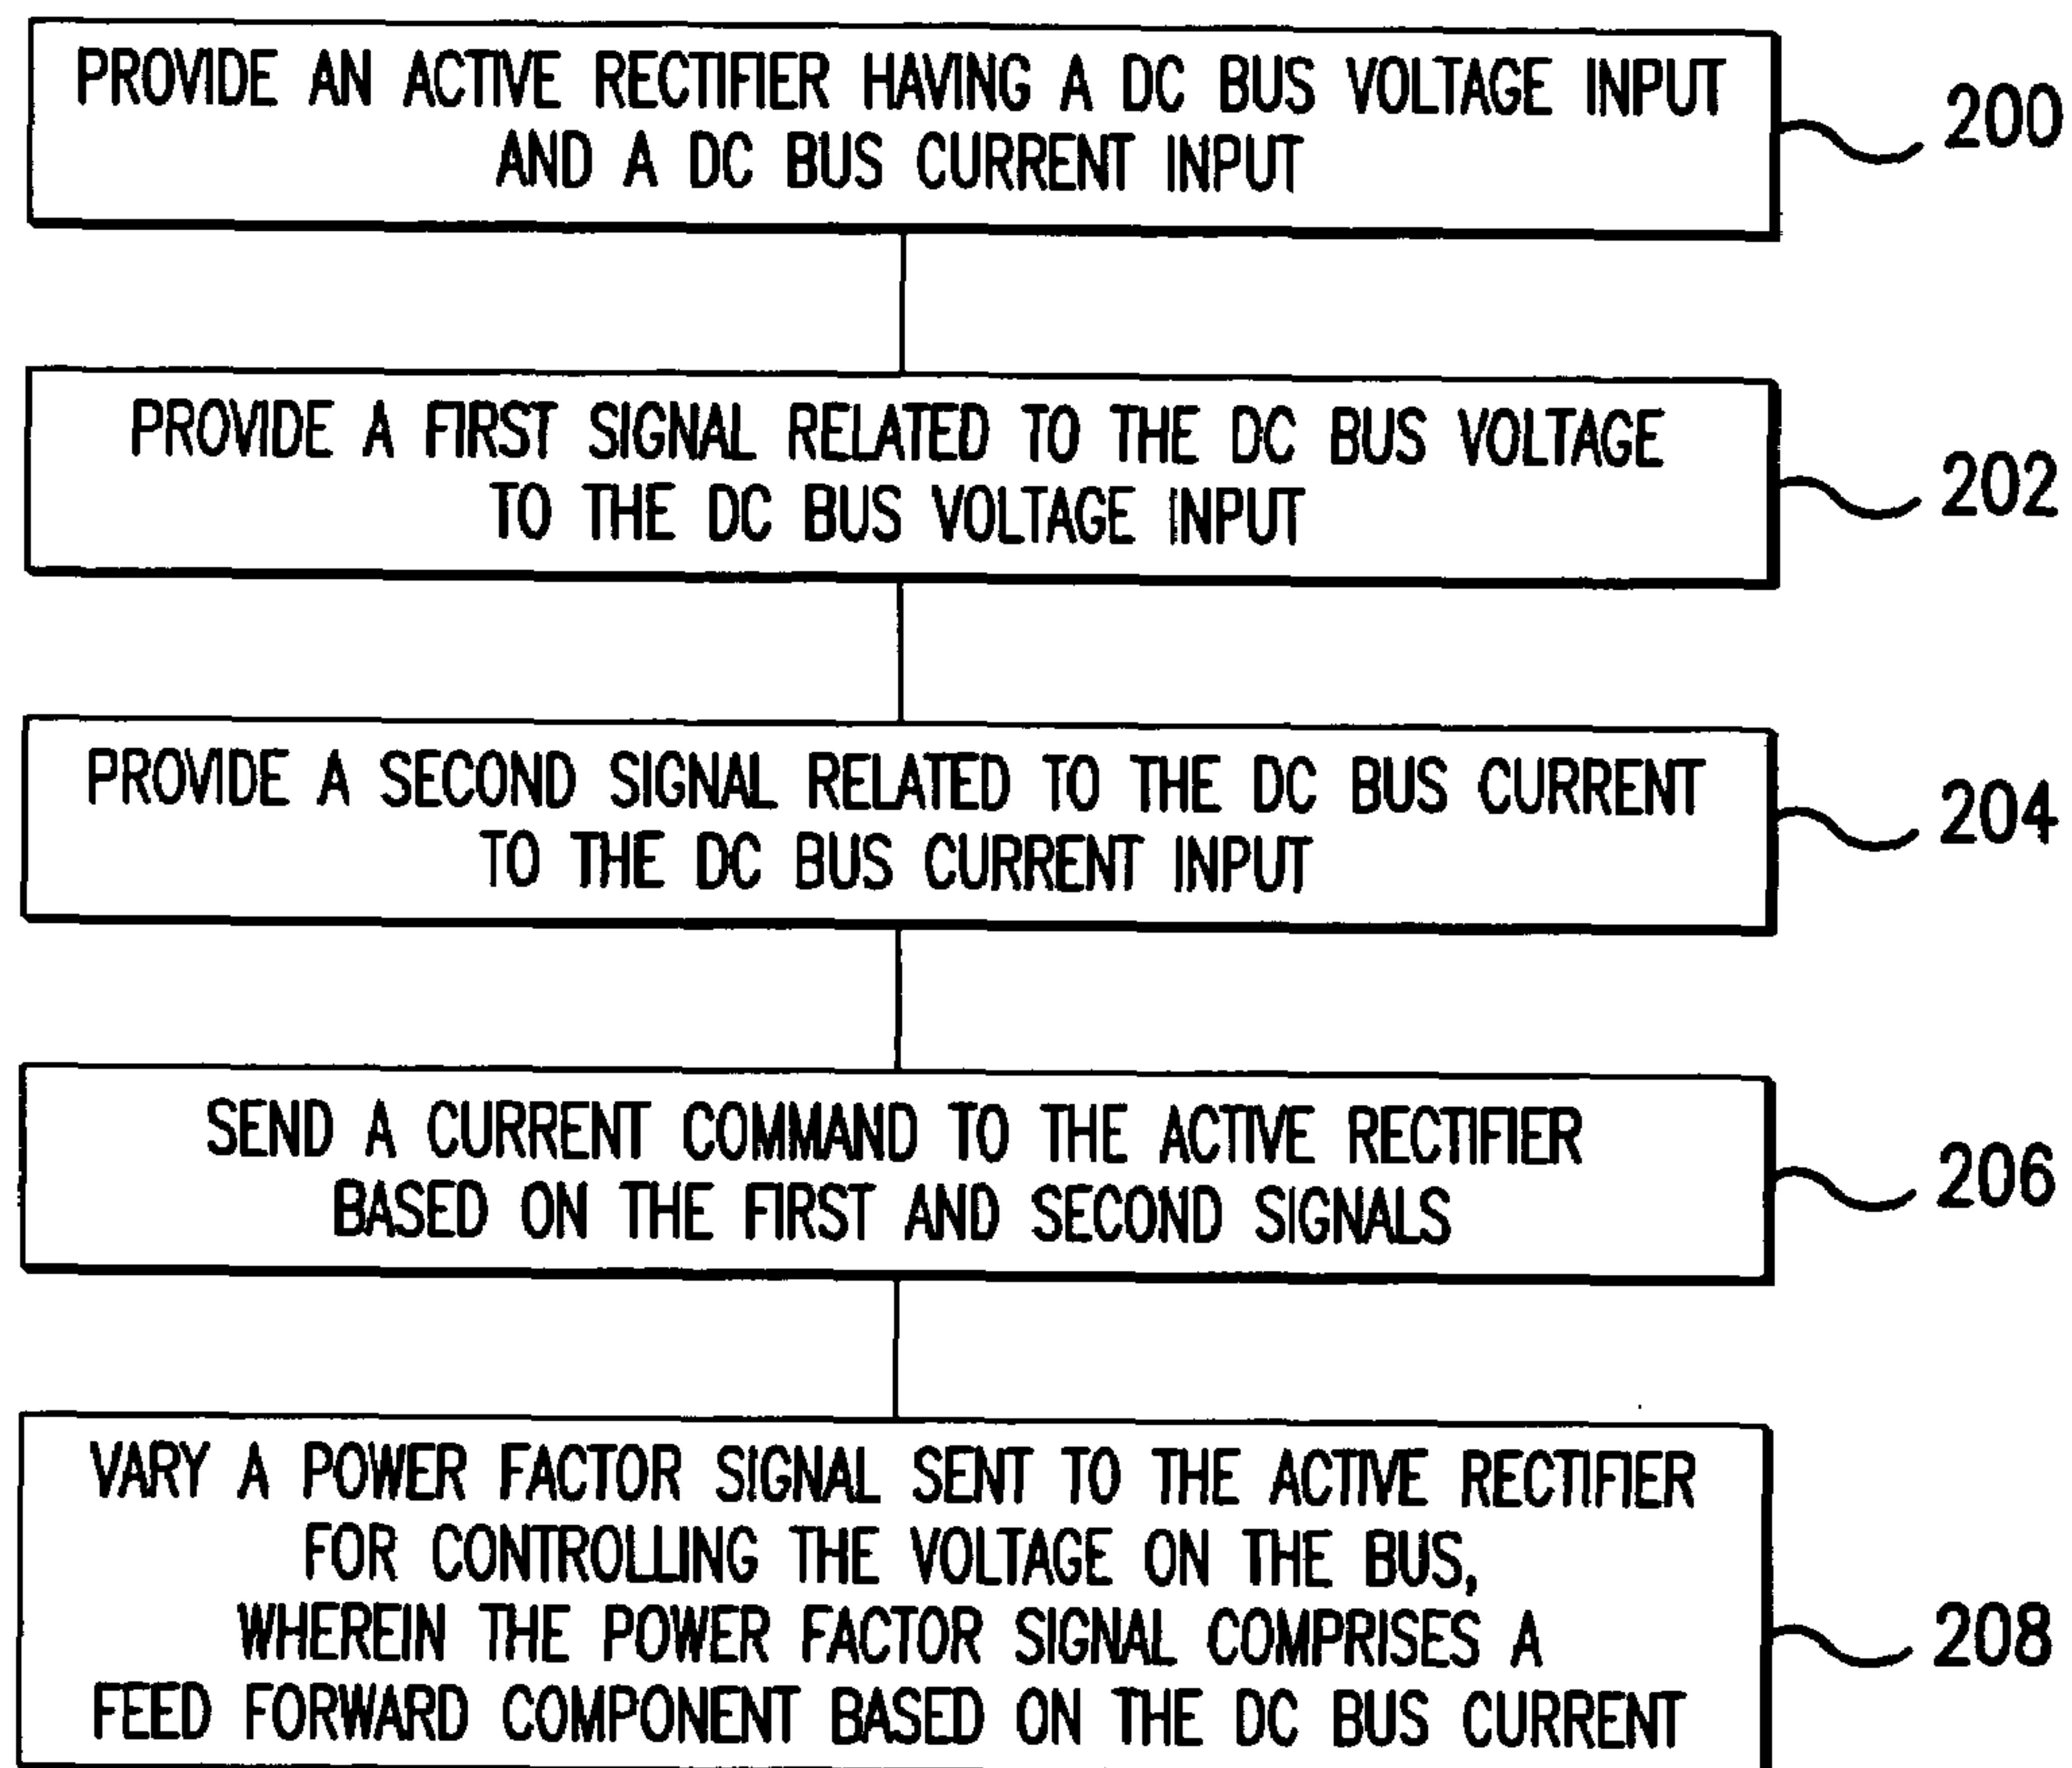 PROVIDE AN ACTIVE RECTIFIER HAVING A DC BUS VOLTAGE INPUT
AND A DC BUS CURRENT INPUT
200
PROVIDE A FIRST SIGNAL RELATED TO THE DC BUS VOLTAGE
TO THE DC BUS VOLTAGE INPUT
202
PROVIDE A SECOND SIGNAL RELATED TO THE DC BUS CURRENT
TO THE DC BUS CURRENT INPUT
204
SEND A CURRENT COMMAND TO THE ACTIVE RECTIFIER
BASED ON THE FIRST AND SECOND SIGNALS
206
VARY A POWER FACTOR SIGNAL SENT TO THE ACTIVE RECTIFIER
FOR CONTROLLING THE VOLTAGE ON THE BUS,
WHEREIN THE POWER FACTOR SIGNAL COMPRISES A
FEED FORWARD COMPONENT BASED ON THE DC BUS CURRENT
208